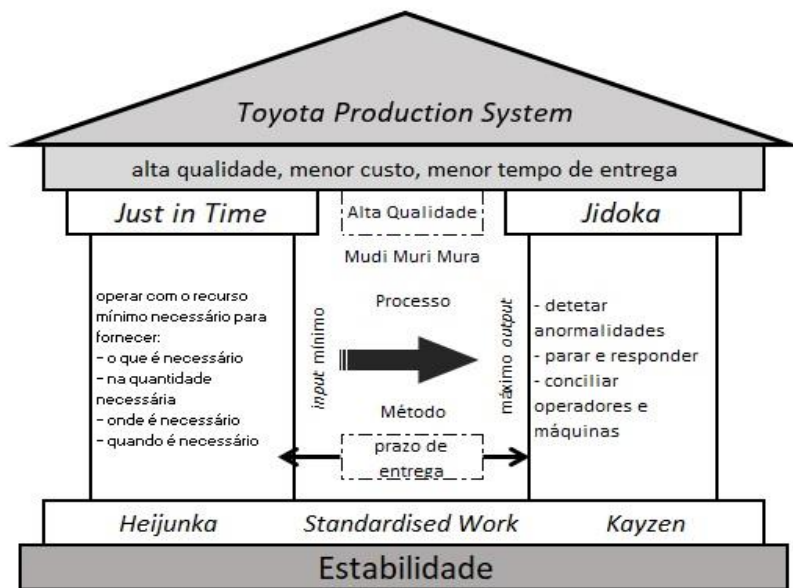 Toyota Production System
alta qualidade, menor custo, menor tempo de entrega
Just in Time
Alta Qualidade
Jidoka
Mudi Muri Mura
operar com o recurso
mínimo necessário para
fornecer:
- o que é necessário
- na quantidade
necessária
- onde é necessário
- quando é necessário
input mínimo
Processo
Método
prazo de
entrega
máximo output
- detetar
anormalidades
- parar e responder
- conciliar
operadores e
máquinas
Heijunka
Standardised Work
Kayzen
Estabilidade